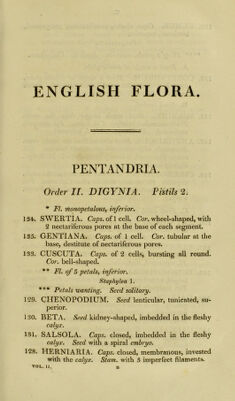 ENGLISH FLORA.
PENTANDRIA.
Order II. DIGYNIA. Pistils 2.
* Fl. monopetalous, inferior.
134. SWERTIA. Caps. of 1 cell. Cor. wheel-shaped, with
2 nectariferous pores at the base of each segment.
135. GENTIANA. Caps. of 1 cell. Cor. tubular at the
base, destitute of nectariferous pores.
133. CUSCUTA. Caps. of 2 cells, bursting all round.
Cor. bell-shaped.
** Fl. of 5 petals, inferior.
Staphylea 1.
*** Petals wanting. Seed solitary.
129. CHENOPODIUM. Seed lenticular, tunicated, su-
perior.
130. BETA. Seed kidney-shaped, imbedded in the fleshy
calyx.
131. SALSOLA. Caps. closed, imbedded in the fleshy
calyx. Seed with a spiral embryo.
128. HERNIARIA. Caps. closed, membranous, invested
with the calyx. Stam. with 5 imperfect filaments.
VOL. II. B